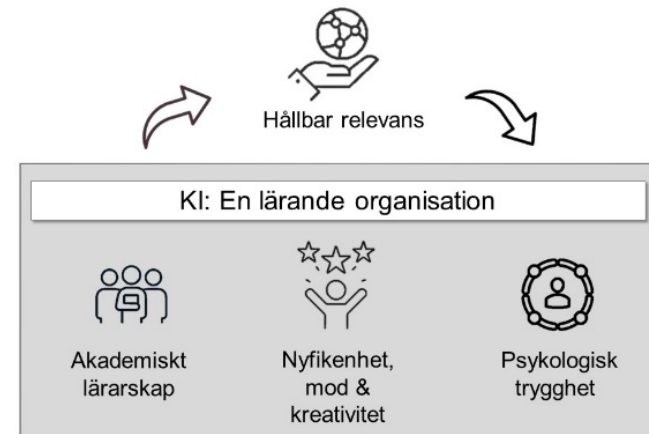 Hållbar relevans
KI: En lärande organisation
Akademiskt
lärarskap
Nyfikenhet,
mod &
kreativitet
Psykologisk
trygghet